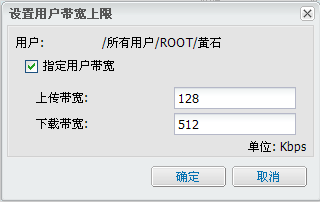 设置用户带宽上限
用户: /所有用户/ROOT/黄石
指定用户带宽
上传带宽: 128
下载带宽: 512
单位: Kbps
确定 取消